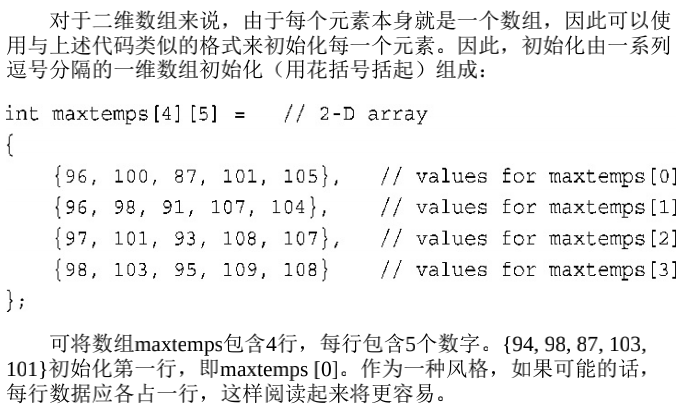 对于二维数组来说，由于每个元素本身就是一个数组，因此可以使
用与上述代码类似的格式来初始化每一个元素。因此，初始化由一系列
逗号分隔的一维数组初始化（用花括号括起）组成：
int maxtemps[4][5] =   // 2-D array
{
    {96, 100, 87, 101, 105},   // values for maxtemps[0]
    {96, 98, 91, 107, 104},    // values for maxtemps[1]
    {97, 101, 93, 108, 107},   // values for maxtemps[2]
    {98, 103, 95, 109, 108}    // values for maxtemps[3]
};
可将数组maxtemps包含4行，每行包含5个数字。{94, 98, 87, 103,
101}初始化第一行，即maxtemps [0]。作为一种风格，如果可能的话，
每行数据应各占一行，这样阅读起来将更容易。